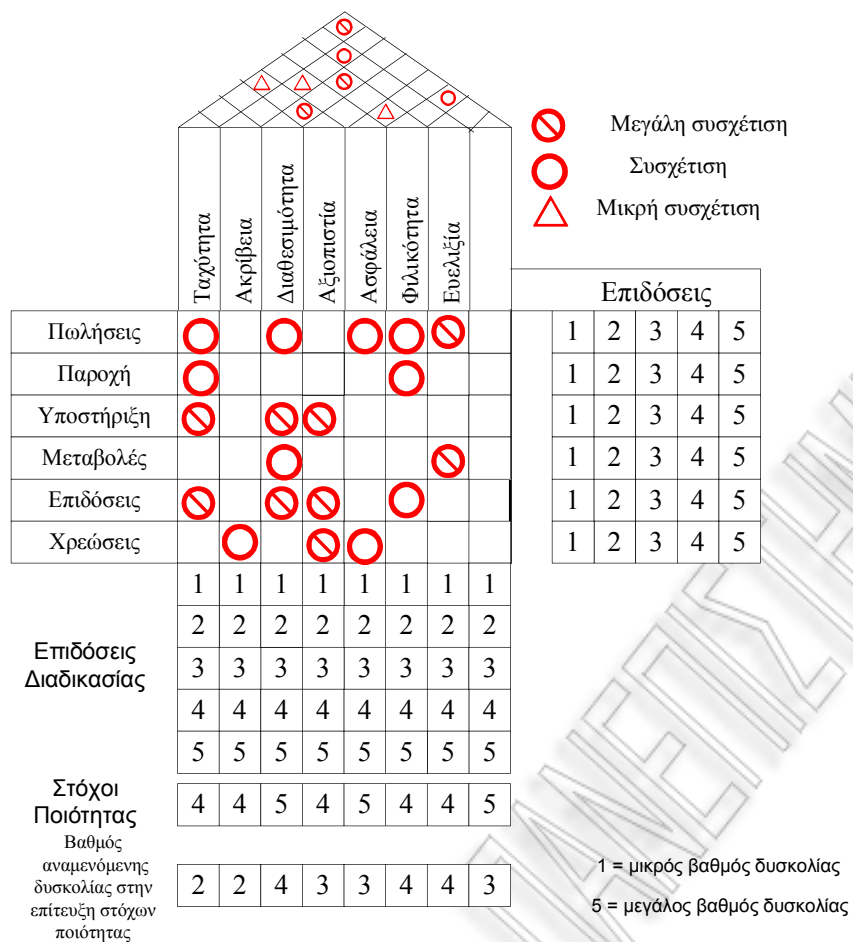 Μεγάλη συσχέτιση
Συσχέτιση
Μικρή συσχέτιση
Ταχύτητα
Ακρίβεια
Διαθεσιμότητα
Αξιοπιστία
Ασφάλεια
Φιλικότητα
Ευελιξία
Επιδόσεις
Πωλήσεις 1 2 3 4 5
Παροχή 1 2 3 4 5
Υποστήριξη 1 2 3 4 5
Μεταβολές 1 2 3 4 5
Επιδόσεις 1 2 3 4 5
Χρεώσεις 1 2 3 4 5
1 1 1 1 1 1 1 1
2 2 2 2 2 2 2 2
Επιδόσεις
Διαδικασίας
3 3 3 3 3 3 3 3
4 4 4 4 4 4 4 4
5 5 5 5 5 5 5 5
Στόχοι
Ποιότητας
4 4 5 4 5 4 4 5
Βαθμός
αναμενόμενης
δυσκολίας στην
επίτευξη στόχων
ποιότητας
2 2 4 3 3 4 4 3
1 = μικρός βαθμός δυσκολίας
5 = μεγάλος βαθμός δυσκολίας